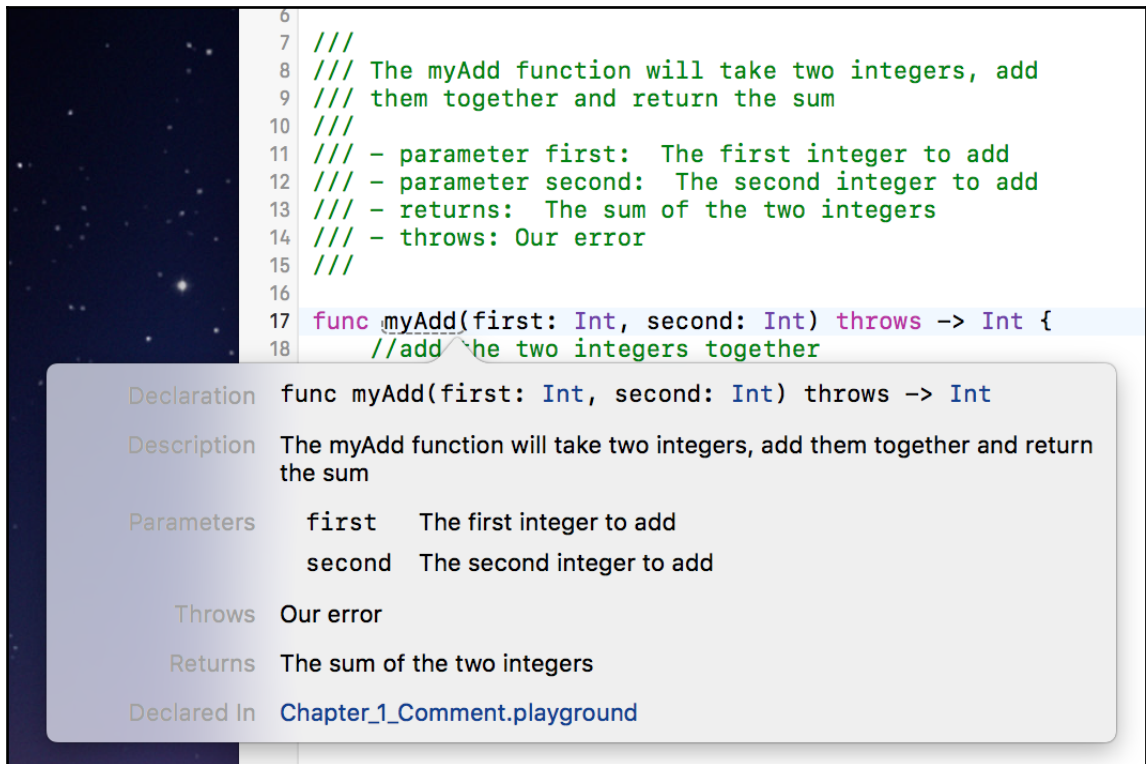 6
7 ///
8 /// The myAdd function will take two integers, add
9 /// them together and return the sum
10 ///
11 /// - parameter first:  The first integer to add
12 /// - parameter second:  The second integer to add
13 /// - returns:  The sum of the two integers
14 /// - throws: Our error
15 ///
16
17 func myAdd(first: Int, second: Int) throws -> Int {
18     //add the two integers together
Declaration func myAdd(first: Int, second: Int) throws -> Int
Description The myAdd function will take two integers, add them together and return
the sum
Parameters first The first integer to add
second The second integer to add
Throws Our error
Returns The sum of the two integers
Declared In Chapter_1_Comment.playground